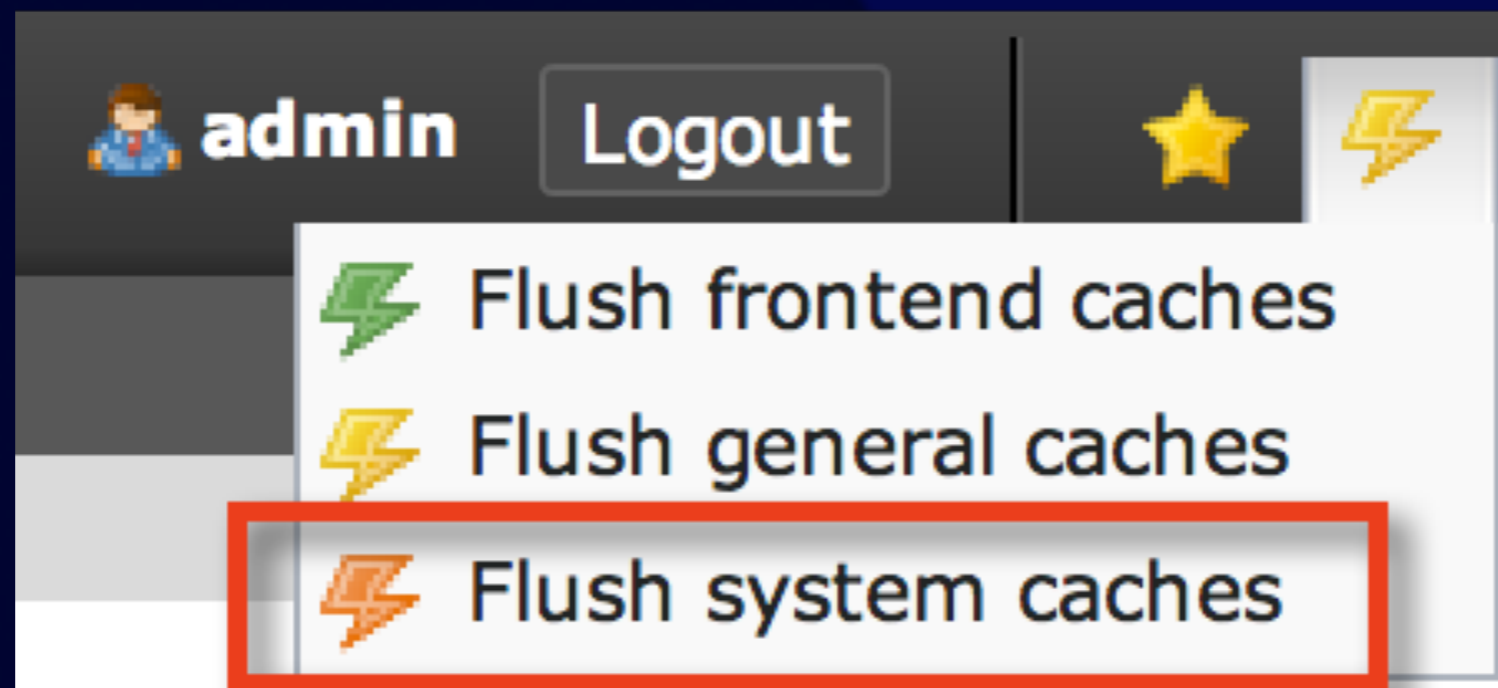 admin Logout
Flush frontend caches
Flush general caches
Flush system caches